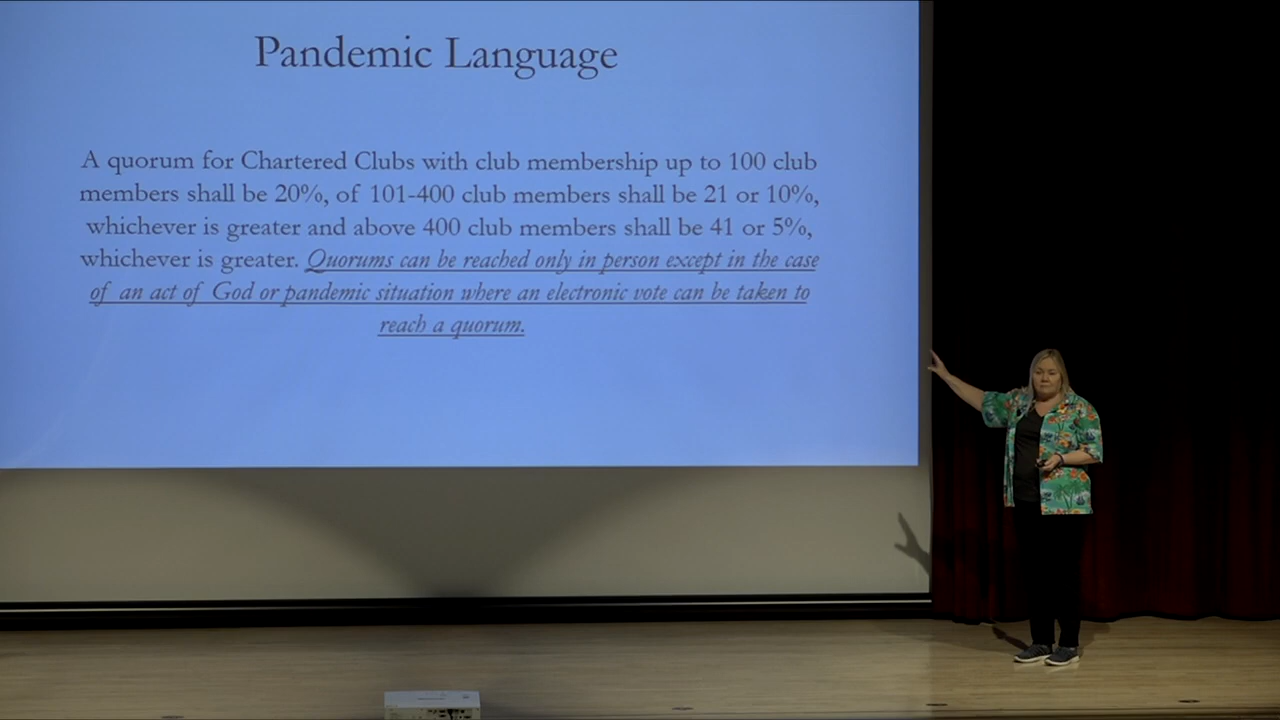 Pandemic Language
A quorum for Chartered Clubs with club membership up to 100 club
members shall be 20%, of 101-400 club members shall be 21 or 10%,
whichever is greater and above 400 club members shall be 41 or 5%,
whichever is greater. Quorums can be reached only in person except in the case
of an act of God or pandemic situation where an electronic vote can be taken to
reach a quorum.